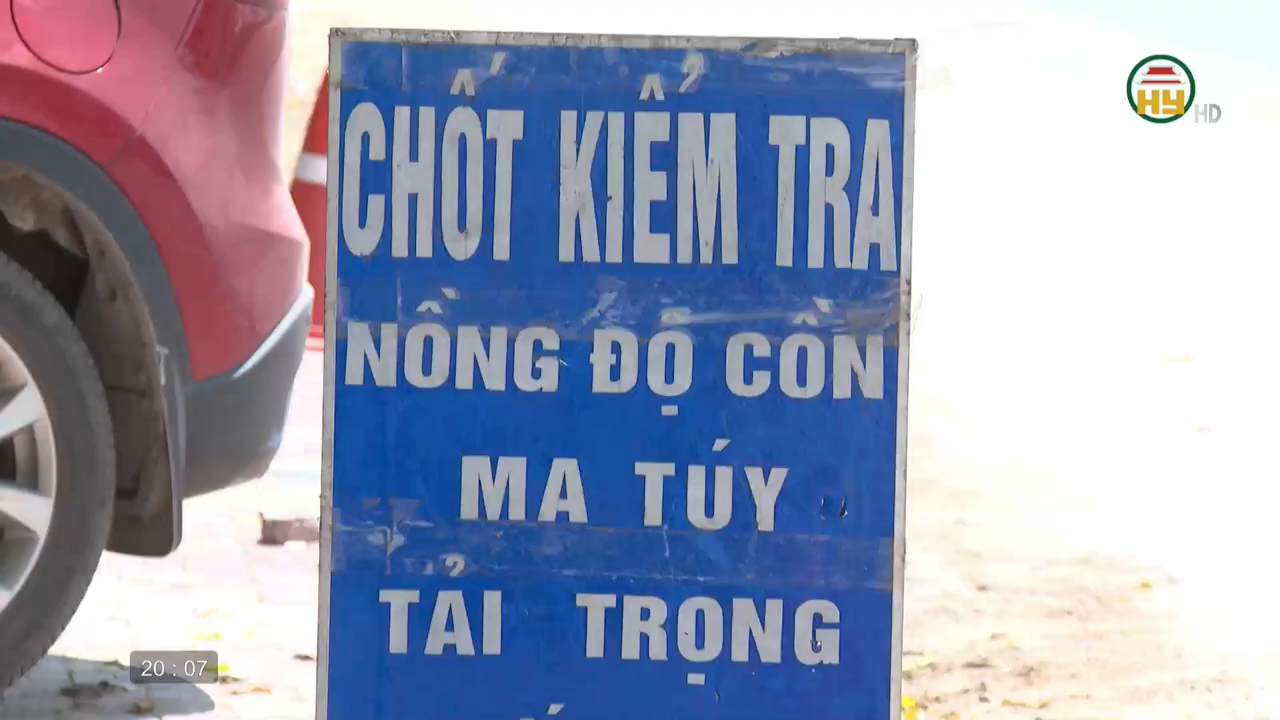 HY HD
CHỐT KIỂM TRA
NỒNG ĐỘ CỒN
MA TÚY
TẢI TRỌNG
20 : 07